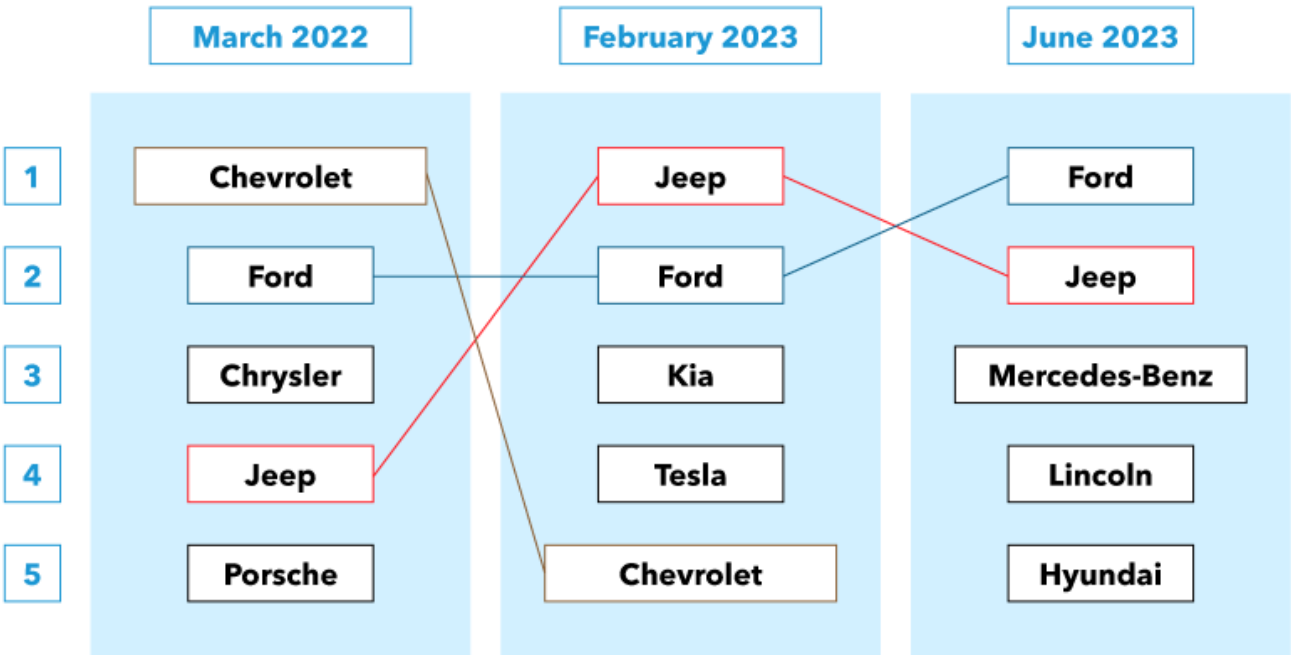 March 2022 February 2023 June 2023
1 Chevrolet Jeep Ford
2 Ford Ford Jeep
3 Chrysler Kia Mercedes-Benz
4 Jeep Tesla Lincoln
5 Porsche Chevrolet Hyundai